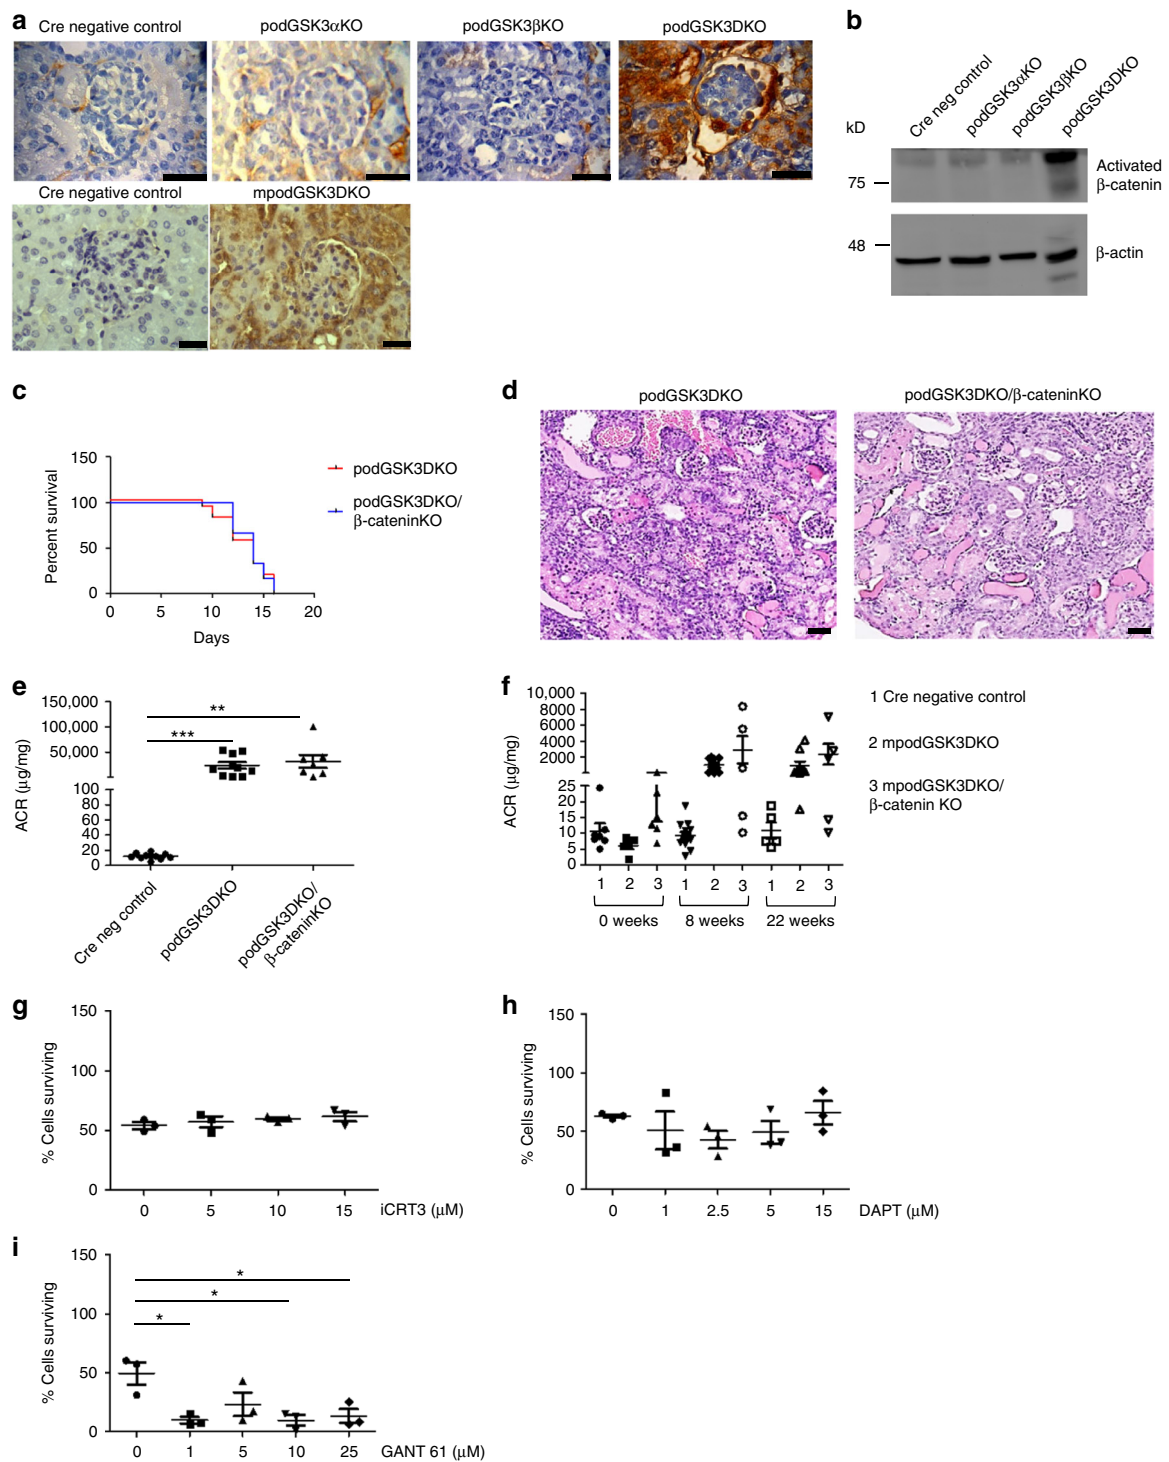 a
Cre negative control
podGSK3αKO
podGSK3βKO
podGSK3DKO
Cre negative control
mpodGSK3DKO
b
kD
Cre neg control
podGSK3αKO
podGSK3βKO
podGSK3DKO
75
Activated
β-catenin
48
β-actin
c
Percent survival
150
100
50
0
0 5 10 15 20
Days
podGSK3DKO
podGSK3DKO/
β-cateninKO
d
podGSK3DKO
podGSK3DKO/β-cateninKO
e
ACR (μg/mg)
150,000
100,000
50,000
100
80
60
40
20
0
**
***
Cre neg control
podGSK3DKO
podGSK3DKO/
β-cateninKO
f
ACR (μg/mg)
10,000
8000
6000
4000
2000
25
20
15
10
5
0
1 2 3 1 2 3 1 2 3
0 weeks 8 weeks 22 weeks
1 Cre negative control
2 mpodGSK3DKO
3 mpodGSK3DKO/
β-catenin KO
g
% Cells surviving
150
100
50
0
0 5 10 15 iCRT3 (μM)
h
% Cells surviving
150
100
50
0
0 1 2.5 5 15 DAPT (μM)
i
% Cells surviving
150
100
50
0
*
*
*
0 1 5 10 25 GANT 61 (μM)